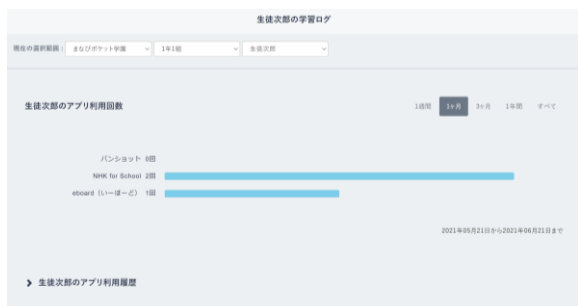 生徒次郎の学習ログ
現在の選択範囲： まなびポケット学園 1年1組 生徒次郎
生徒次郎のアプリ利用回数 1週間 1ヶ月 3ヶ月 1年間 すべて
バンショット 0回
NHK for School 2回
eboard（いーぼーど） 1回
2021年05月21日から2021年06月21日まで
生徒次郎のアプリ利用履歴